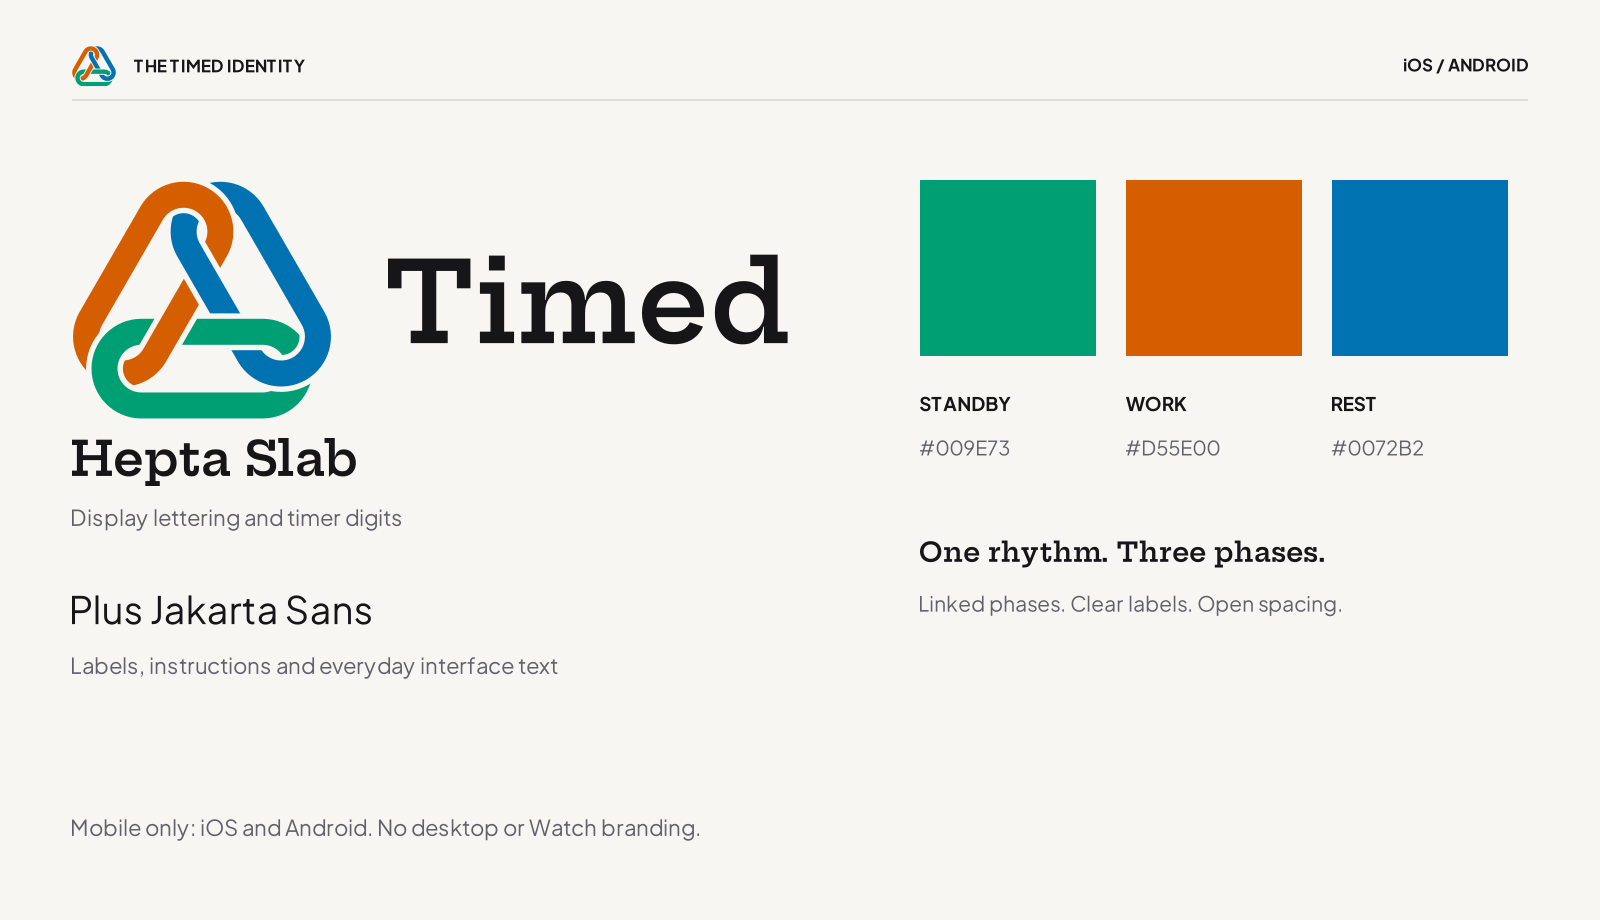 THE TIMED IDENTITY
iOS / ANDROID
Timed
Hepta Slab
Display lettering and timer digits
Plus Jakarta Sans
Labels, instructions and everyday interface text
STANDBY
#009E73
WORK
#D55E00
REST
#0072B2
One rhythm. Three phases.
Linked phases. Clear labels. Open spacing.
Mobile only: iOS and Android. No desktop or Watch branding.